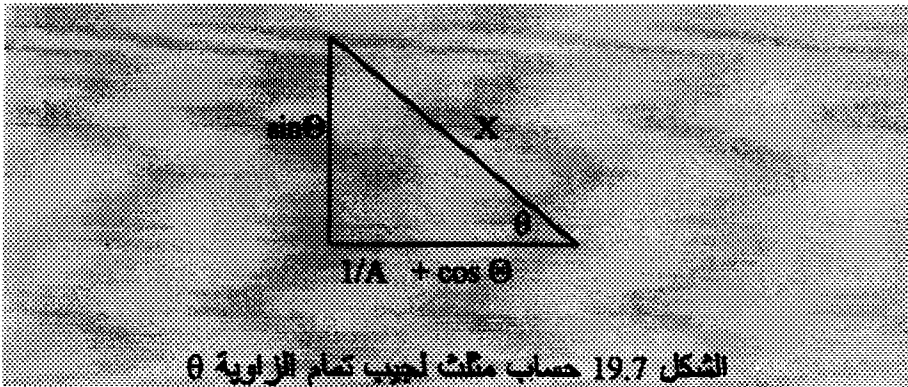 sinΘ
X
θ
1/A + cos Θ
الشكل 19.7 حساب مثلث لجيب تمام الزاوية θ